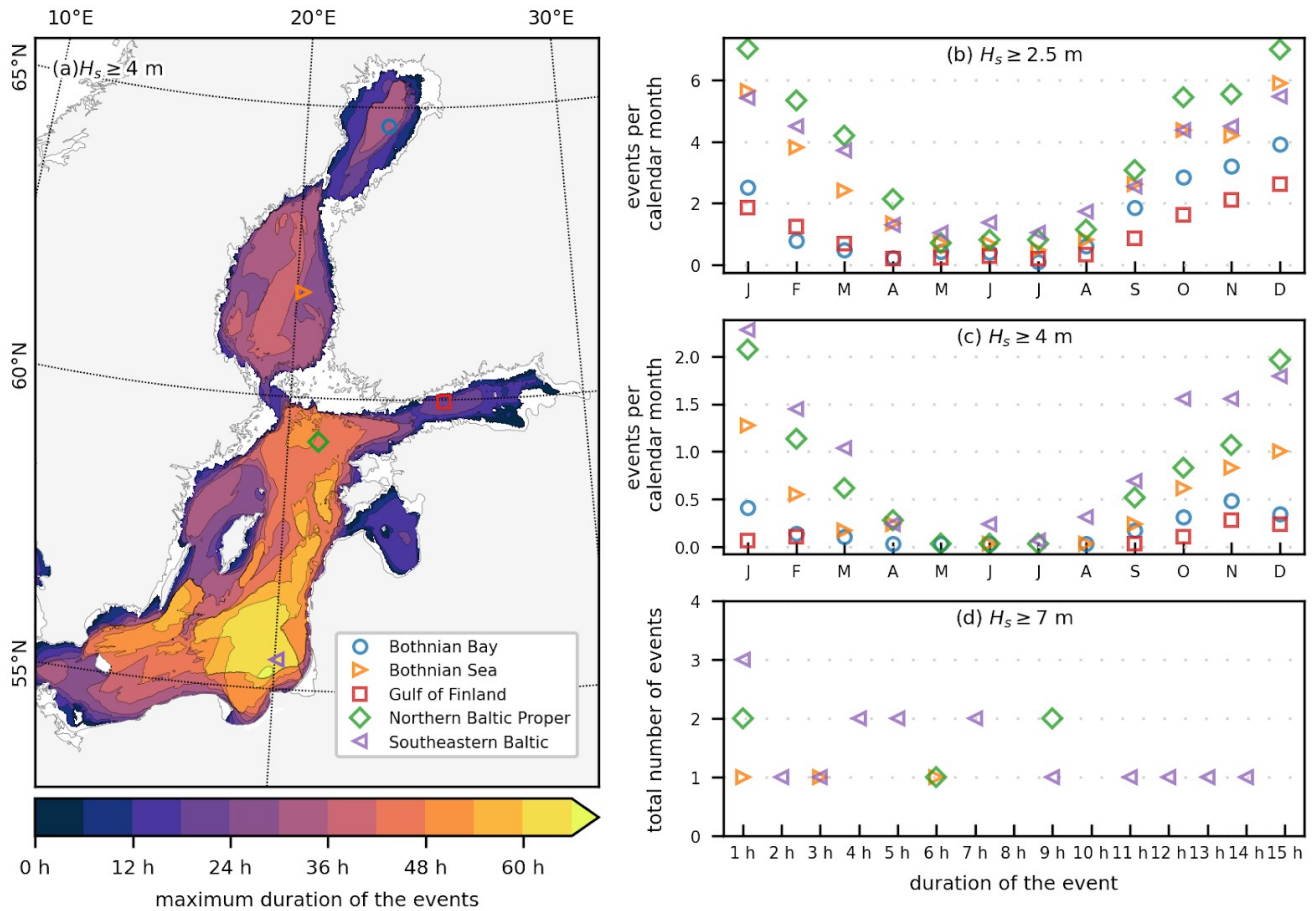 10°E 20°E 30°E
65°N
60°N
55°N
(a) Hs ≥ 4 m
Bothnian Bay
Bothnian Sea
Gulf of Finland
Northern Baltic Proper
Southeastern Baltic
0 h 12 h 24 h 36 h 48 h 60 h
maximum duration of the events
(b) Hs ≥ 2.5 m
events per
calendar month
6
4
2
0
J F M A M J J A S O N D
(c) Hs ≥ 4 m
events per
calendar month
2.0
1.5
1.0
0.5
0.0
J F M A M J J A S O N D
(d) Hs ≥ 7 m
total number of events
4
3
2
1
0
1 h 2 h 3 h 4 h 5 h 6 h 7 h 8 h 9 h 10 h 11 h 12 h 13 h 14 h 15 h
duration of the event